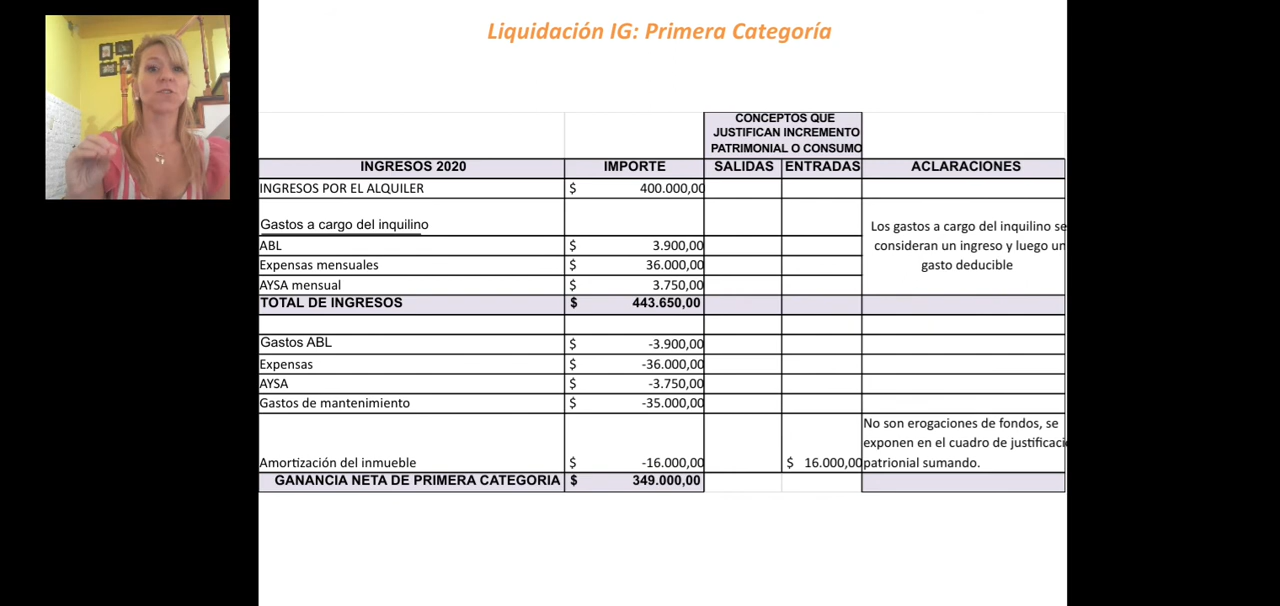 Liquidación IG: Primera Categoría
CONCEPTOS QUE
JUSTIFICAN INCREMENTO
PATRIMONIAL O CONSUMO
INGRESOS 2020 IMPORTE SALIDAS ENTRADAS ACLARACIONES
INGRESOS POR EL ALQUILER $ 400.000,00
Gastos a cargo del inquilino
Los gastos a cargo del inquilino se
consideran un ingreso y luego un
gasto deducible
ABL $ 3.900,00
Expensas mensuales $ 36.000,00
AYSA mensual $ 3.750,00
TOTAL DE INGRESOS $ 443.650,00
Gastos ABL $ -3.900,00
Expensas $ -36.000,00
AYSA $ -3.750,00
Gastos de mantenimiento $ -35.000,00
No son erogaciones de fondos, se
exponen en el cuadro de justificaci
patrionial sumando.
Amortización del inmueble $ -16.000,00 $ 16.000,00
GANANCIA NETA DE PRIMERA CATEGORIA $ 349.000,00